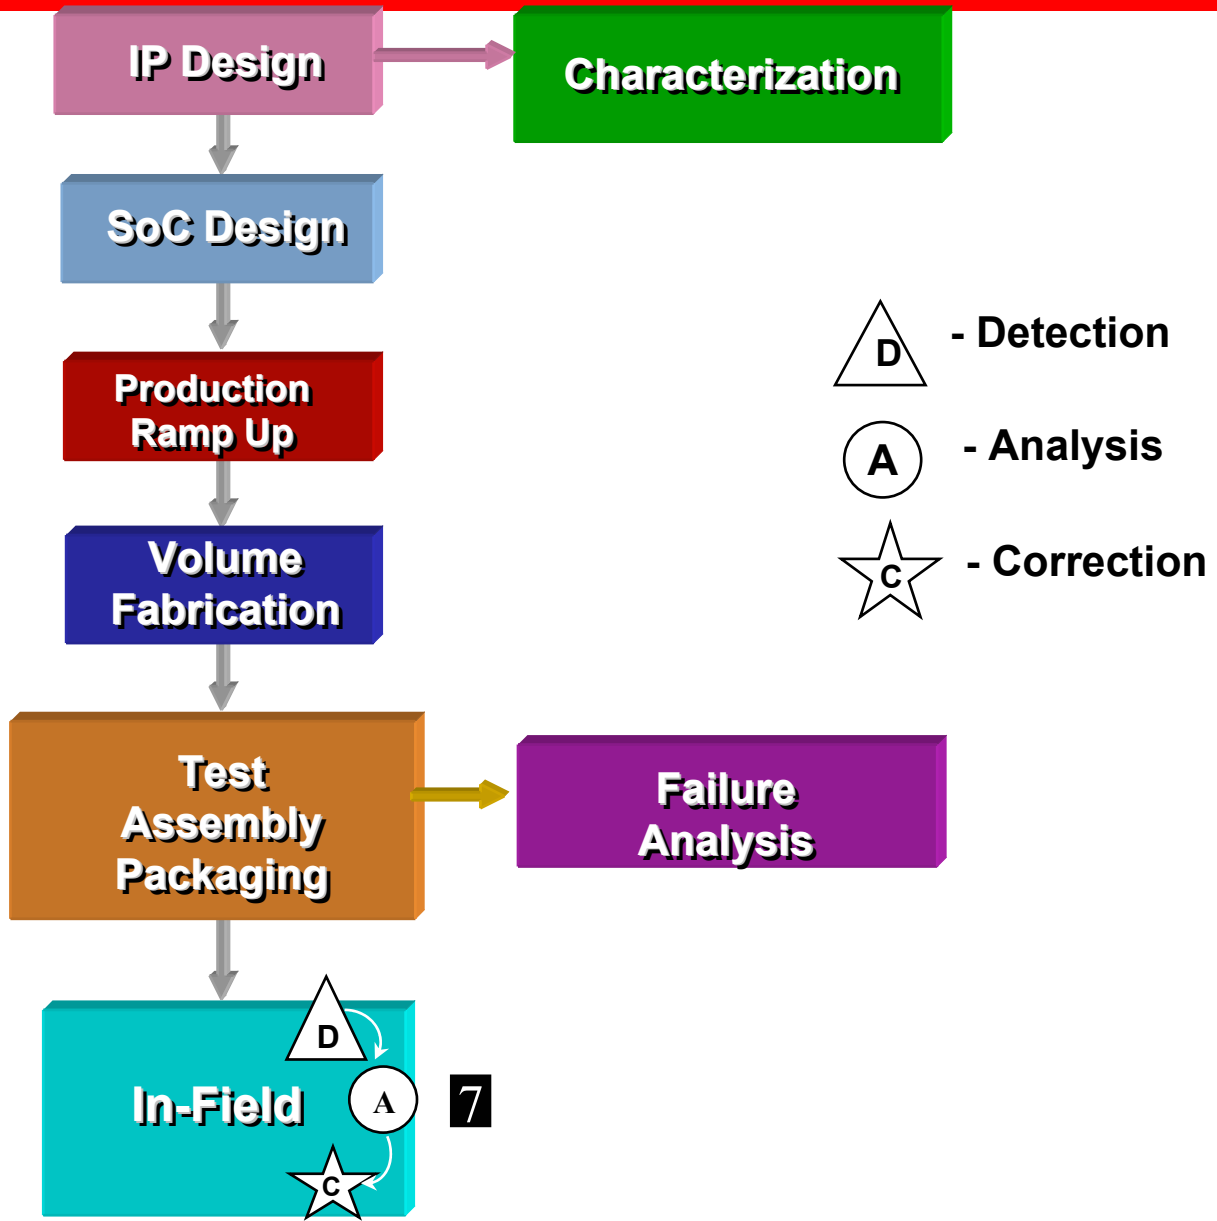 IP Design
Characterization
SoC Design
Production
Ramp Up
Volume
Fabrication
Test
Assembly
Packaging
Failure
Analysis
In-Field
D
A
C
7
D - Detection
A - Analysis
C - Correction